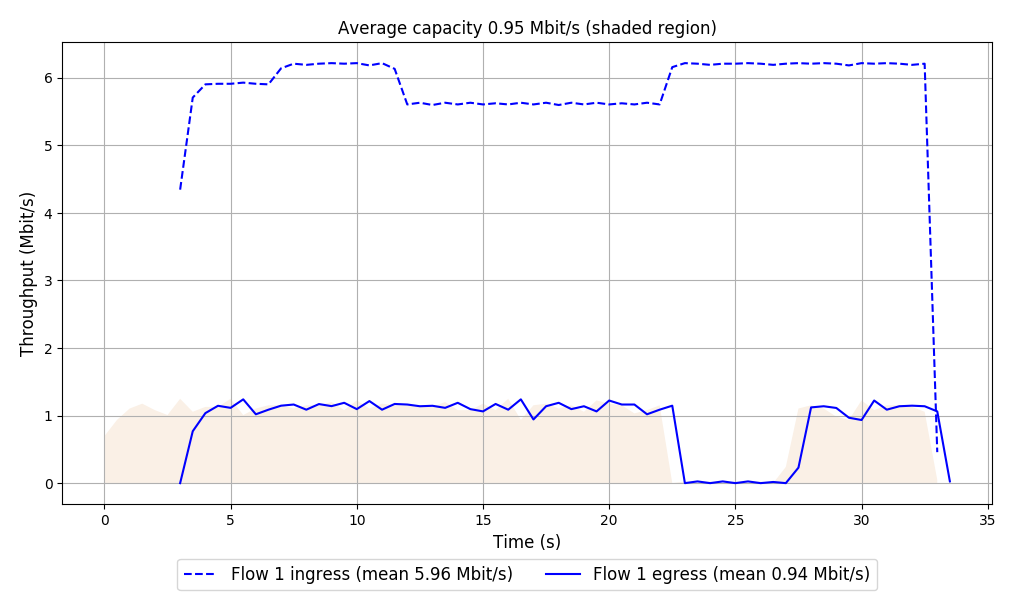 Average capacity 0.95 Mbit/s (shaded region)
Throughput (Mbit/s)
6
5
4
3
2
1
0
0 5 10 15 20 25 30 35
Time (s)
Flow 1 ingress (mean 5.96 Mbit/s) Flow 1 egress (mean 0.94 Mbit/s)